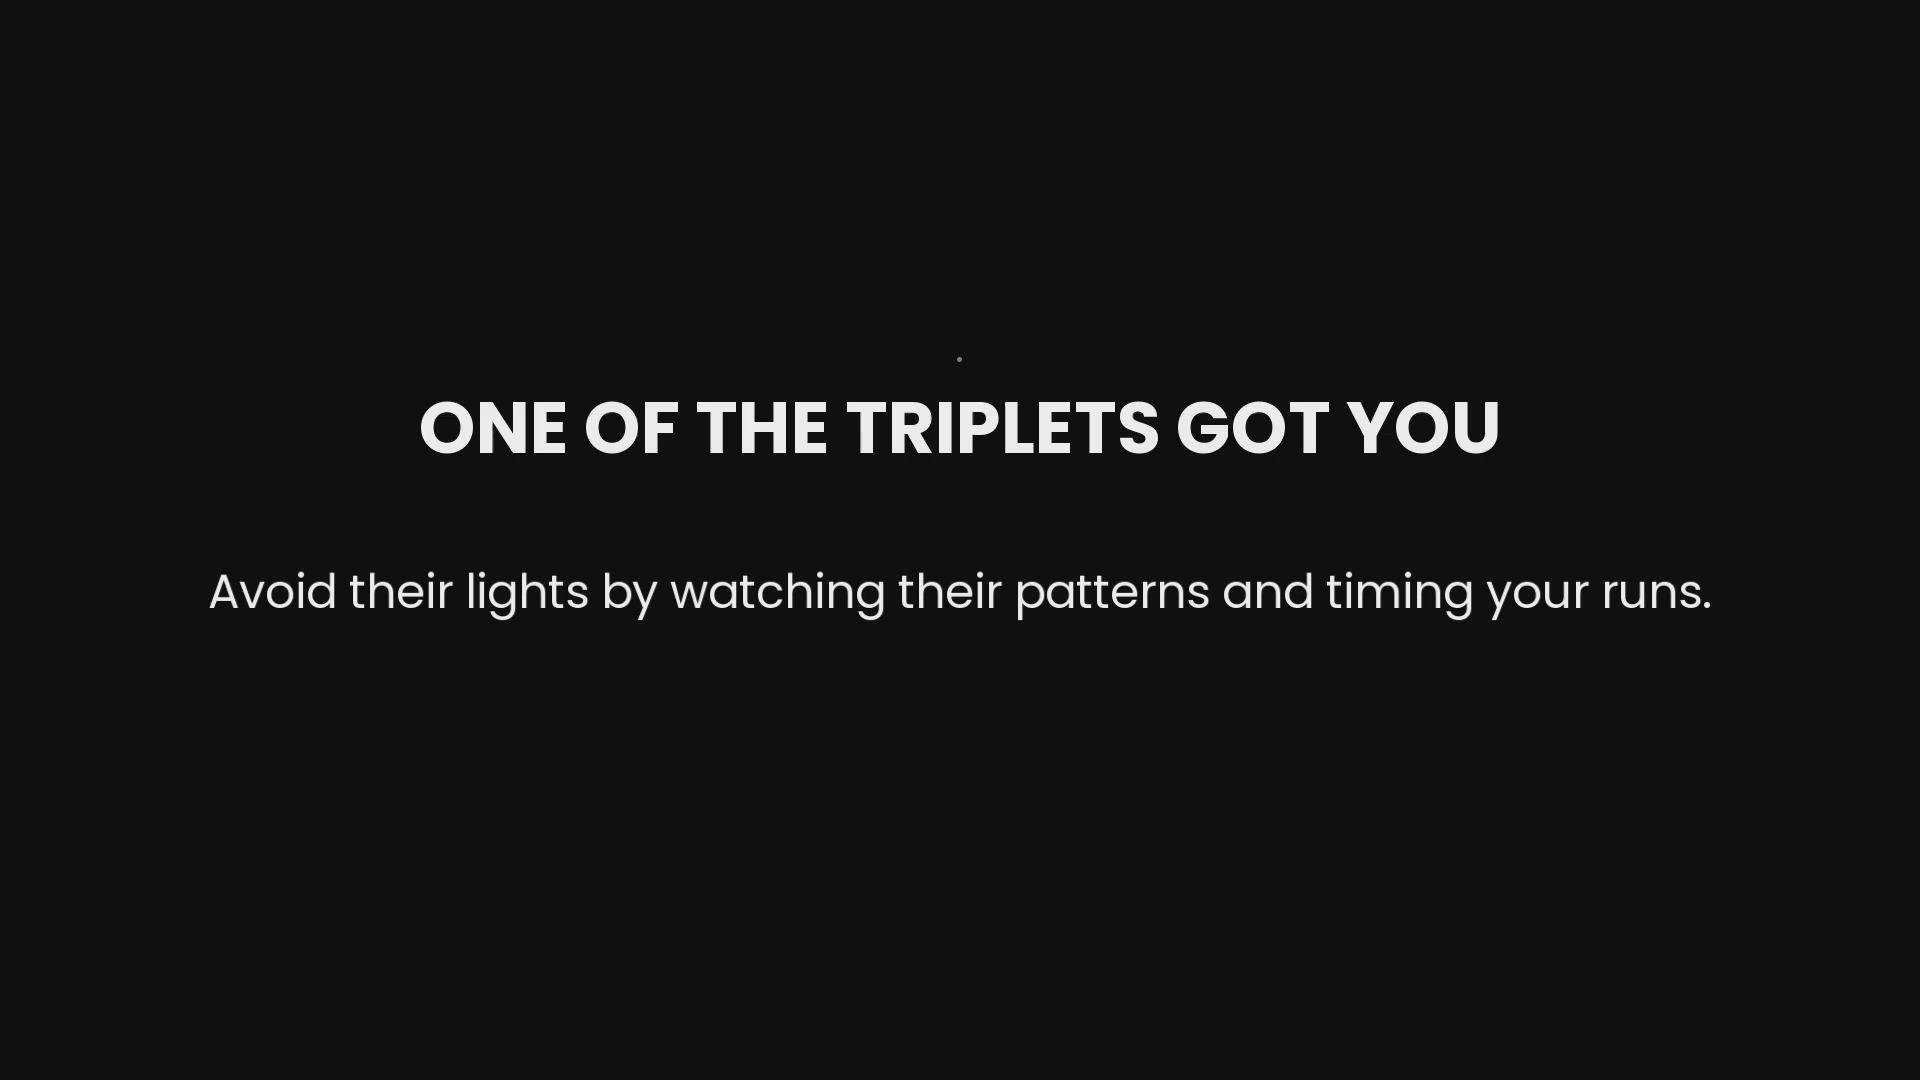 ONE OF THE TRIPLETS GOT YOU
Avoid their lights by watching their patterns and timing your runs.